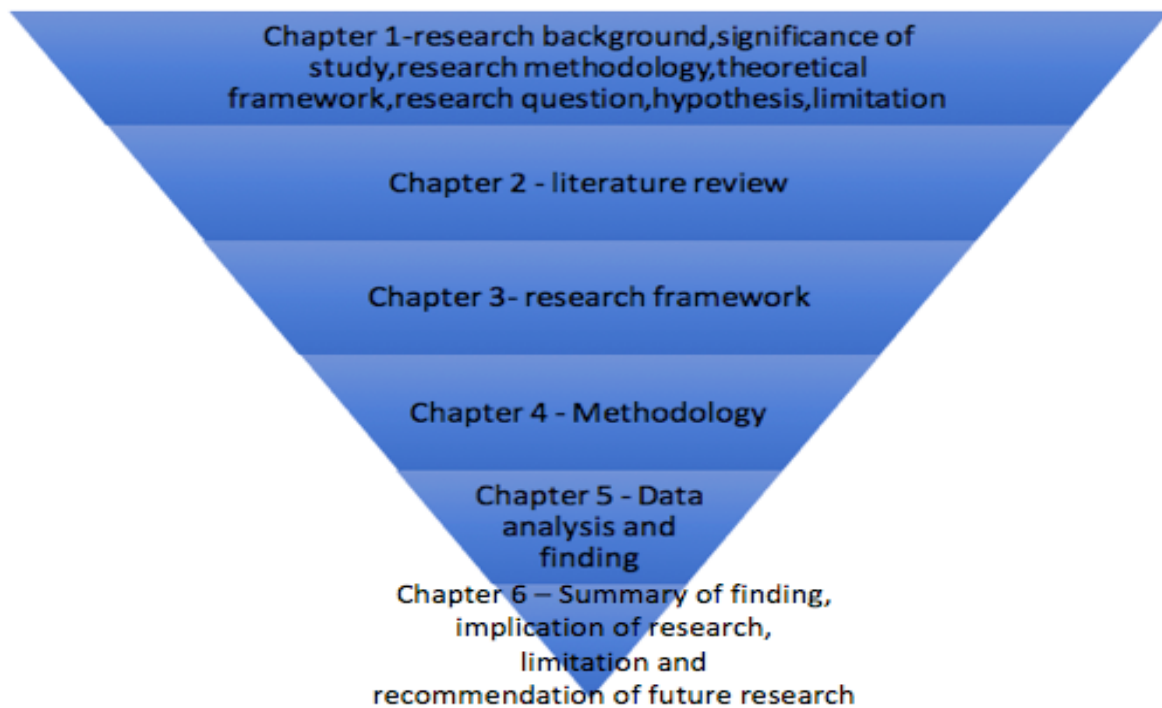 Chapter 1-research background,significance of
study,research methodology,theoretical
framework,research question,hypothesis,limitation
Chapter 2 - literature review
Chapter 3- research framework
Chapter 4 - Methodology
Chapter 5 - Data
analysis and
finding
Chapter 6 – Summary of finding,
implication of research,
limitation and
recommendation of future research